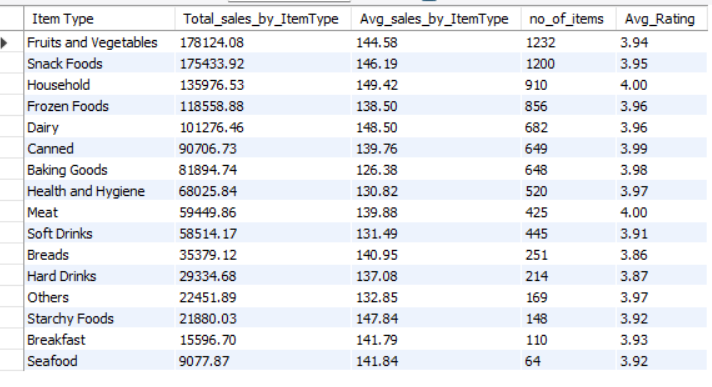 Item Type Total_sales_by_ItemType Avg_sales_by_ItemType no_of_items Avg_Rating
Fruits and Vegetables 178124.08 144.58 1232 3.94
Snack Foods 175433.92 146.19 1200 3.95
Household 135976.53 149.42 910 4.00
Frozen Foods 118558.88 138.50 856 3.96
Dairy 101276.46 148.50 682 3.96
Canned 90706.73 139.76 649 3.99
Baking Goods 81894.74 126.38 648 3.98
Health and Hygiene 68025.84 130.82 520 3.97
Meat 59449.86 139.88 425 4.00
Soft Drinks 58514.17 131.49 445 3.91
Breads 35379.12 140.95 251 3.86
Hard Drinks 29334.68 137.08 214 3.87
Others 22451.89 132.85 169 3.97
Starchy Foods 21880.03 147.84 148 3.92
Breakfast 15596.70 141.79 110 3.93
Seafood 9077.87 141.84 64 3.92